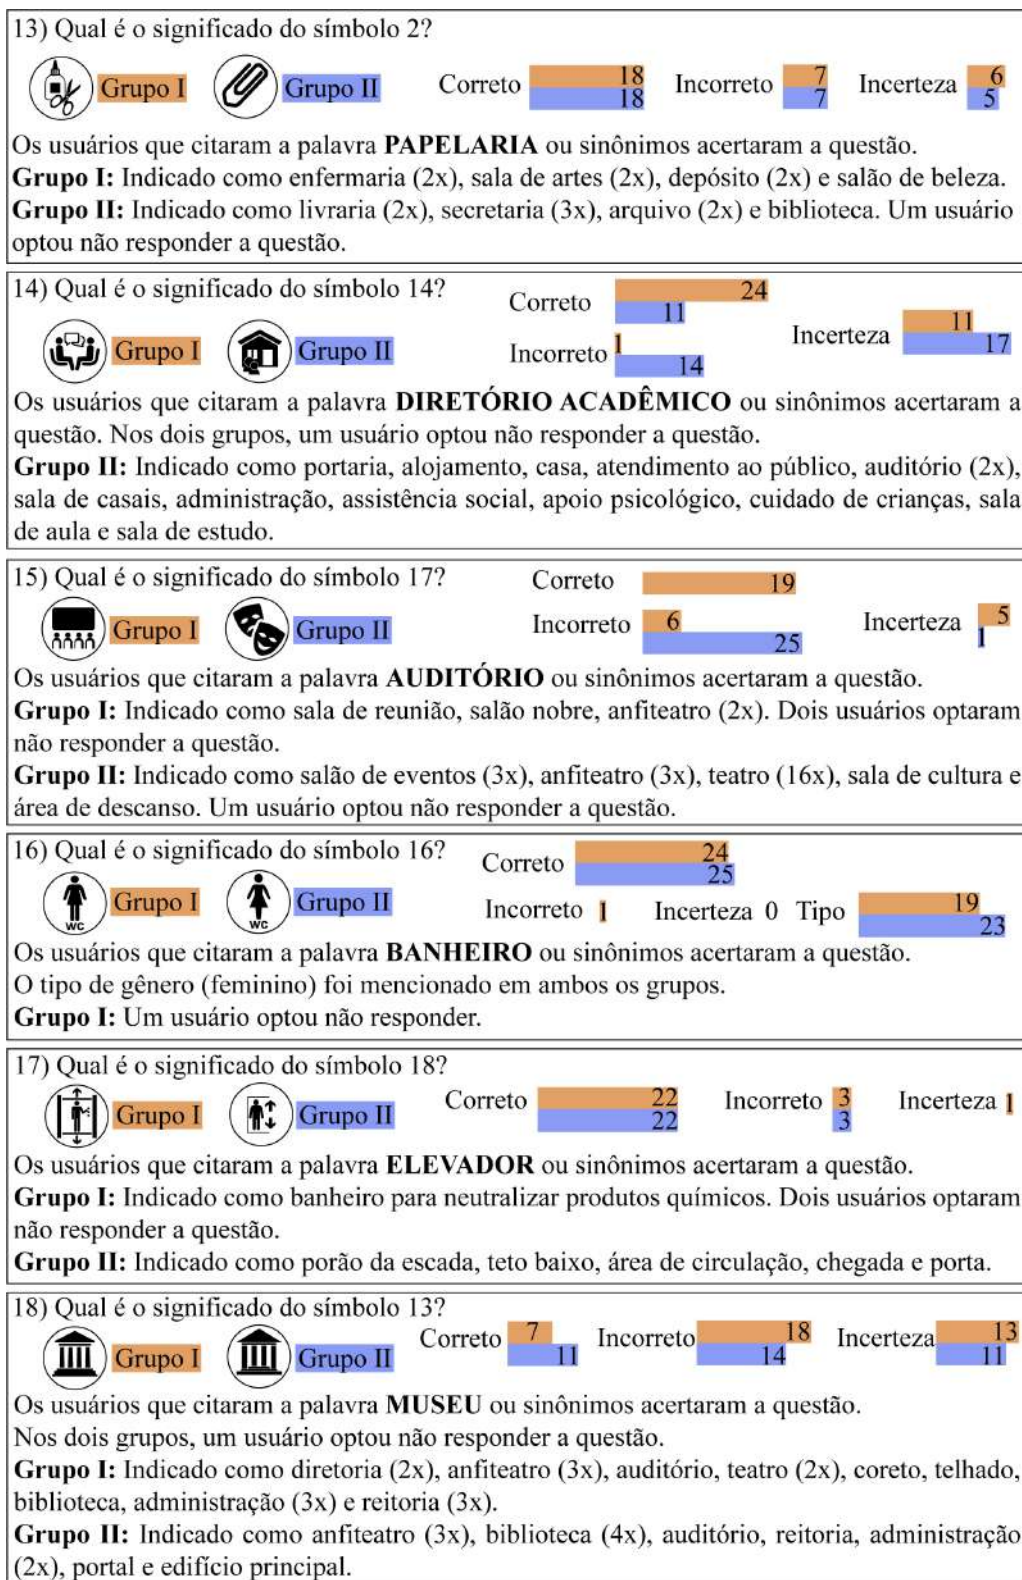 13) Qual é o significado do símbolo 2?
Grupo I Grupo II Correto 18 18 Incorreto 7 7 Incerteza 6 5
Os usuários que citaram a palavra PAPELARIA ou sinônimos acertaram a questão.
Grupo I: Indicado como enfermaria (2x), sala de artes (2x), depósito (2x) e salão de beleza.
Grupo II: Indicado como livraria (2x), secretaria (3x), arquivo (2x) e biblioteca. Um usuário
optou não responder a questão.
14) Qual é o significado do símbolo 14?
Grupo I Grupo II
Correto 24 11
Incorreto 1 14
Incerteza 11 17
Os usuários que citaram a palavra DIRETÓRIO ACADÊMICO ou sinônimos acertaram a
questão. Nos dois grupos, um usuário optou não responder a questão.
Grupo II: Indicado como portaria, alojamento, casa, atendimento ao público, auditório (2x),
sala de casais, administração, assistência social, apoio psicológico, cuidado de crianças, sala
de aula e sala de estudo.
15) Qual é o significado do símbolo 17?
Grupo I Grupo II
Correto 19
Incorreto 6 25
Incerteza 5 1
Os usuários que citaram a palavra AUDITÓRIO ou sinônimos acertaram a questão.
Grupo I: Indicado como sala de reunião, salão nobre, anfiteatro (2x). Dois usuários optaram
não responder a questão.
Grupo II: Indicado como salão de eventos (3x), anfiteatro (3x), teatro (16x), sala de cultura e
área de descanso. Um usuário optou não responder a questão.
16) Qual é o significado do símbolo 16?
WC Grupo I WC Grupo II
Correto 24 25
Incorreto 1 Incerteza 0 Tipo 19 23
Os usuários que citaram a palavra BANHEIRO ou sinônimos acertaram a questão.
O tipo de gênero (feminino) foi mencionado em ambos os grupos.
Grupo I: Um usuário optou não responder.
17) Qual é o significado do símbolo 18?
Grupo I Grupo II Correto 22 22 Incorreto 3 3 Incerteza 1
Os usuários que citaram a palavra ELEVADOR ou sinônimos acertaram a questão.
Grupo I: Indicado como banheiro para neutralizar produtos químicos. Dois usuários optaram
não responder a questão.
Grupo II: Indicado como porão da escada, teto baixo, área de circulação, chegada e porta.
18) Qual é o significado do símbolo 13?
Grupo I Grupo II Correto 7 11 Incorreto 18 14 Incerteza 13 11
Os usuários que citaram a palavra MUSEU ou sinônimos acertaram a questão.
Nos dois grupos, um usuário optou não responder a questão.
Grupo I: Indicado como diretoria (2x), anfiteatro (3x), auditório, teatro (2x), coreto, telhado,
biblioteca, administração (3x) e reitoria (3x).
Grupo II: Indicado como anfiteatro (3x), biblioteca (4x), auditório, reitoria, administração
(2x), portal e edifício principal.